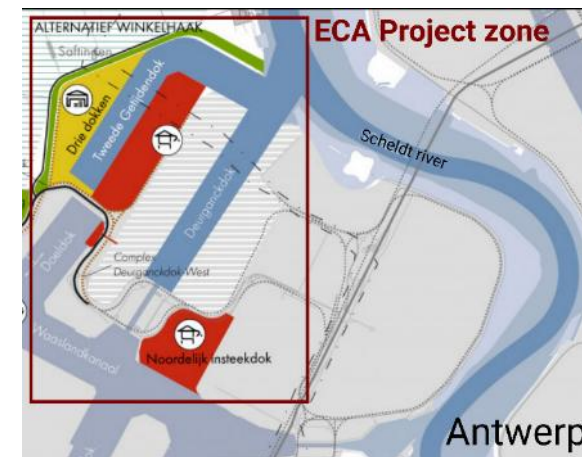 ALTERNATIEF WINKELHAAK
ECA Project zone
Saftingen
Drie dokken
Tweede Getijdendok
Scheldt river
Deurganckdok
Doeldok
Complex
Deurganckdok-West
Waaslandkanaal
Noordelijk insteekdok
Antwerp